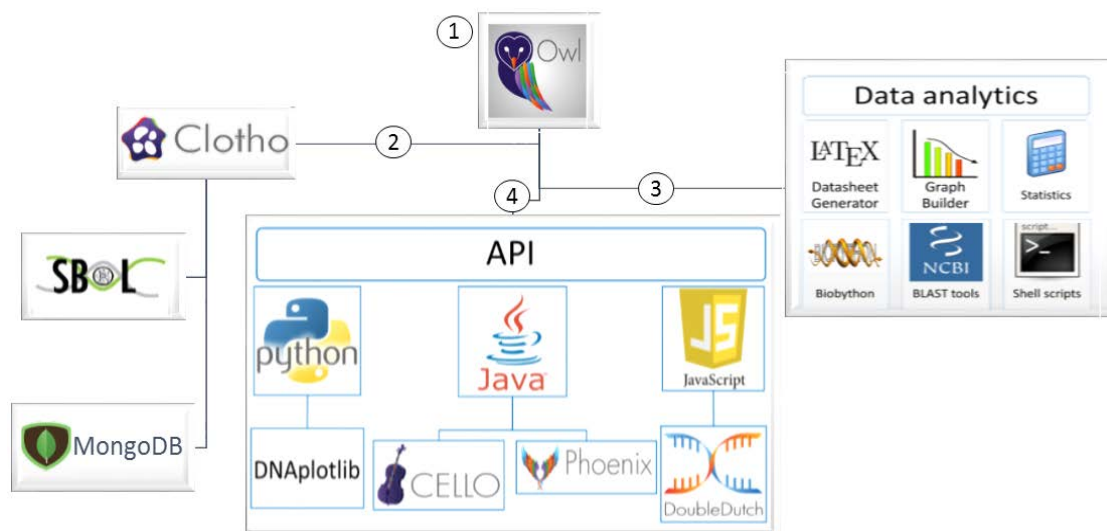 1
Owl
Clotho
2
3
4
SBOL
MongoDB
API
python
Java
JS
JavaScript
DNAplotlib
CELLO
Phoenix
DoubleDutch
Data analytics
LATEX
Datasheet
Generator
Graph
Builder
Statistics
Biobython
NCBI
BLAST tools
script...
>_
Shell scripts